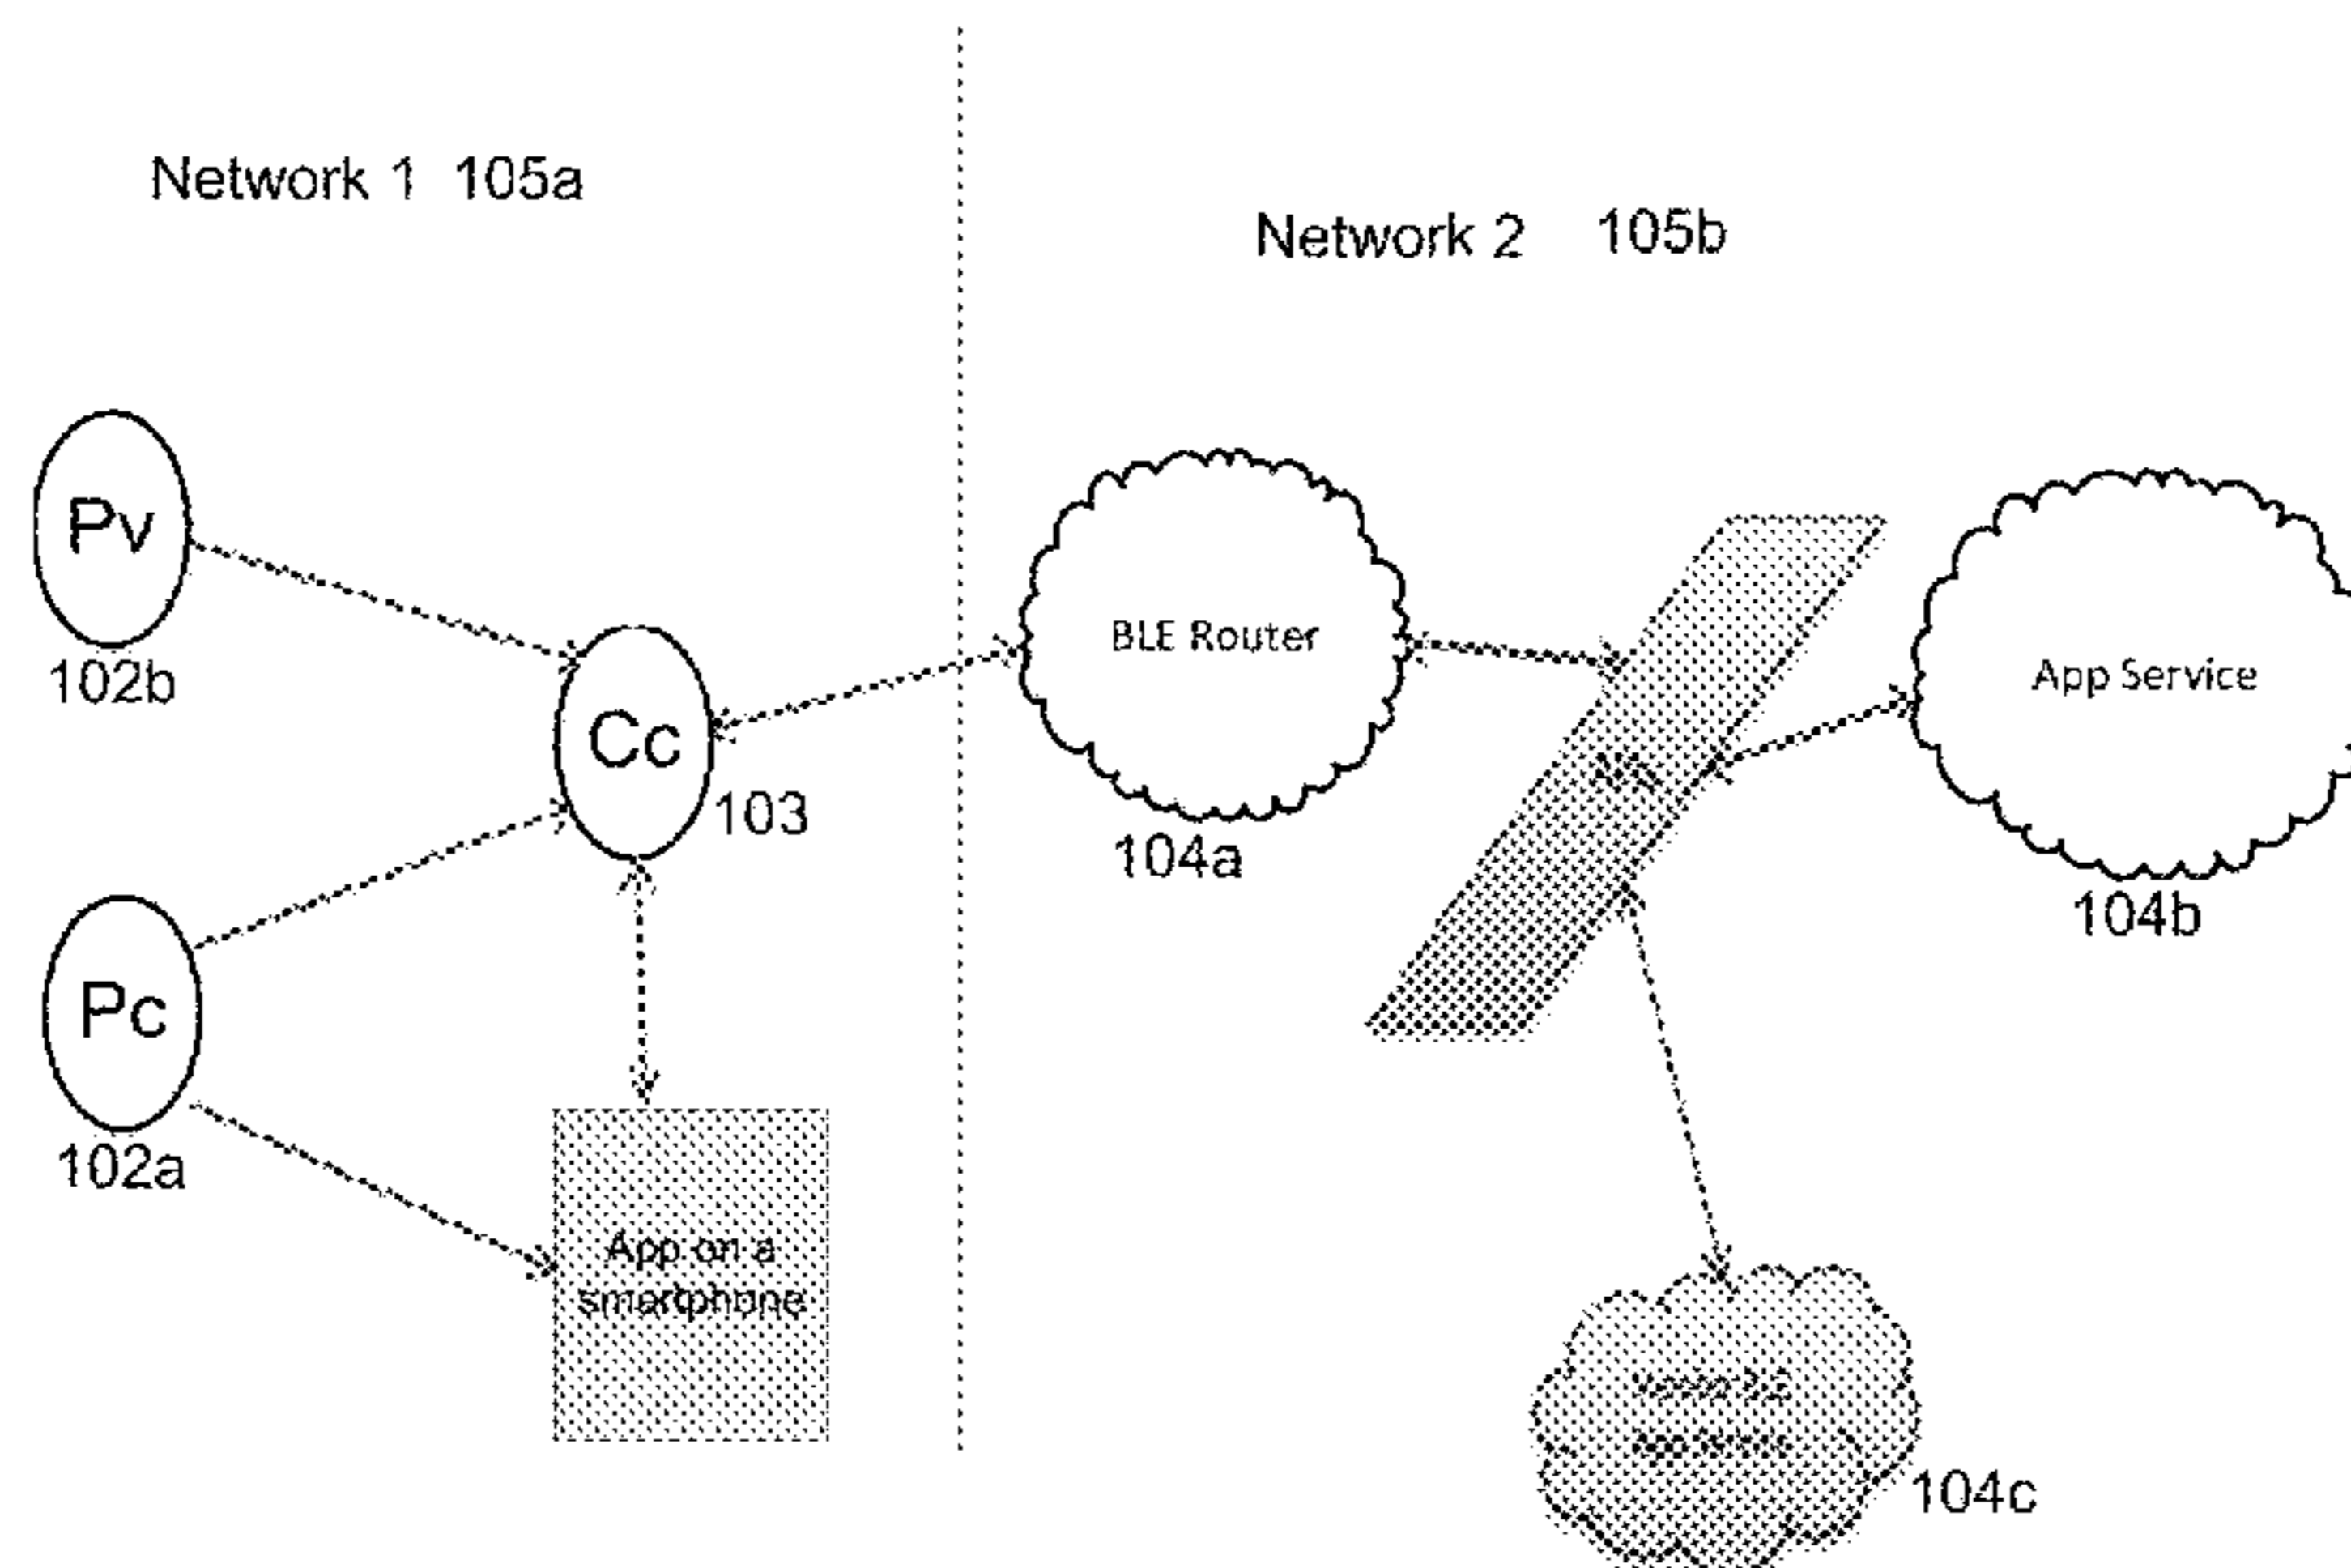 Network 1 105a
Network 2 105b
Pv
102b
BLE Router
104a
App Service
104b
Cc
103
Pc
102a
App on a
smartphone
104c